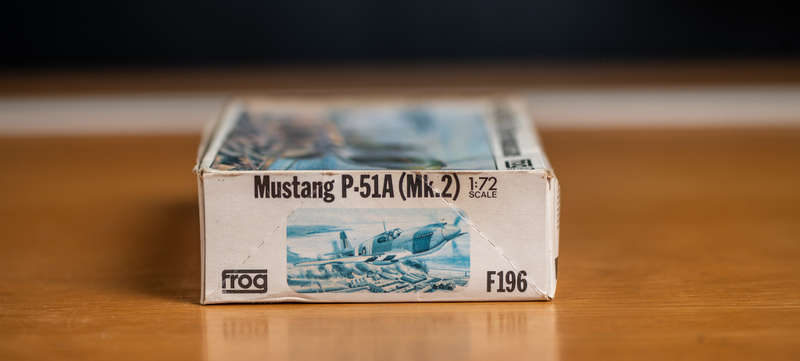 Mustang P-51A (Mk.2) 1:72
SCALE
frog
F196